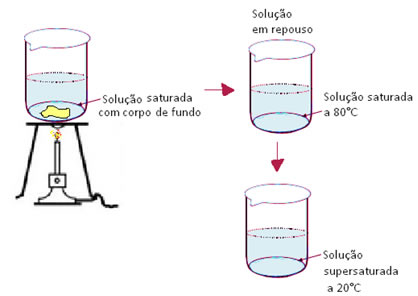 Solução
em repouso
Solução saturada
com corpo de fundo
Solução saturada
a 80°C
Solução
supersaturada
a 20°C